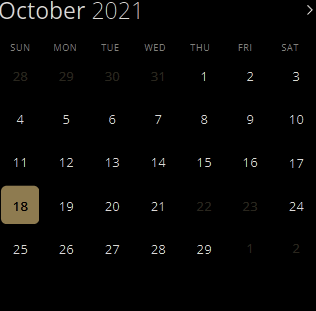 October 2021
SUN MON TUE WED THU FRI SAT
28 29 30 31 1 2 3
4 5 6 7 8 9 10
11 12 13 14 15 16 17
18 19 20 21 22 23 24
25 26 27 28 29 1 2